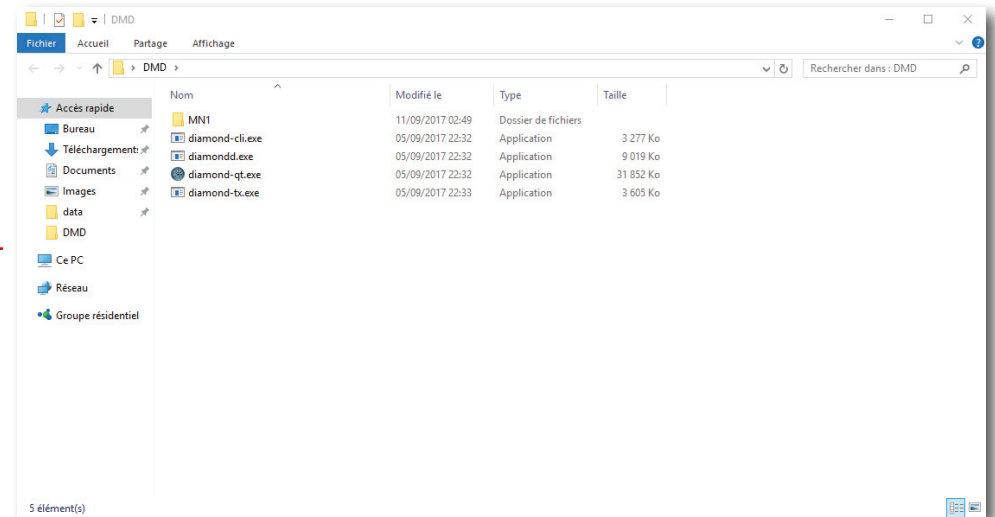 DMD
Fichier Accueil Partage Affichage
DMD
Rechercher dans : DMD
Nom Modifié le Type Taille
Accès rapide
Bureau
Téléchargements
Documents
Images
data
DMD
Ce PC
Réseau
Groupe résidentiel
MN1 11/09/2017 02:49 Dossier de fichiers
diamond-cli.exe 05/09/2017 22:32 Application 3 277 Ko
diamondd.exe 05/09/2017 22:32 Application 9 019 Ko
diamond-qt.exe 05/09/2017 22:32 Application 31 852 Ko
diamond-tx.exe 05/09/2017 22:33 Application 3 605 Ko
5 élément(s)